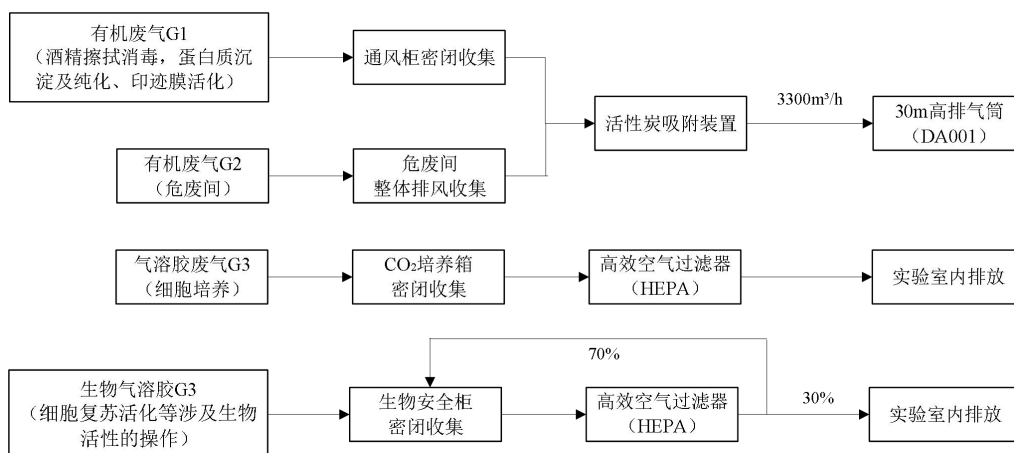 有机废气G1
（酒精擦拭消毒，蛋白质沉
淀及纯化、印迹膜活化）
通风柜密闭收集
活性炭吸附装置
3300m³/h
30m高排气筒
（DA001）
有机废气G2
（危废间）
危废间
整体排风收集
气溶胶废气G3
（细胞培养）
CO₂培养箱
密闭收集
高效空气过滤器
（HEPA）
实验室内排放
70%
生物气溶胶G3
（细胞复苏活化等涉及生物
活性的操作）
生物安全柜
密闭收集
高效空气过滤器
（HEPA）
30%
实验室内排放